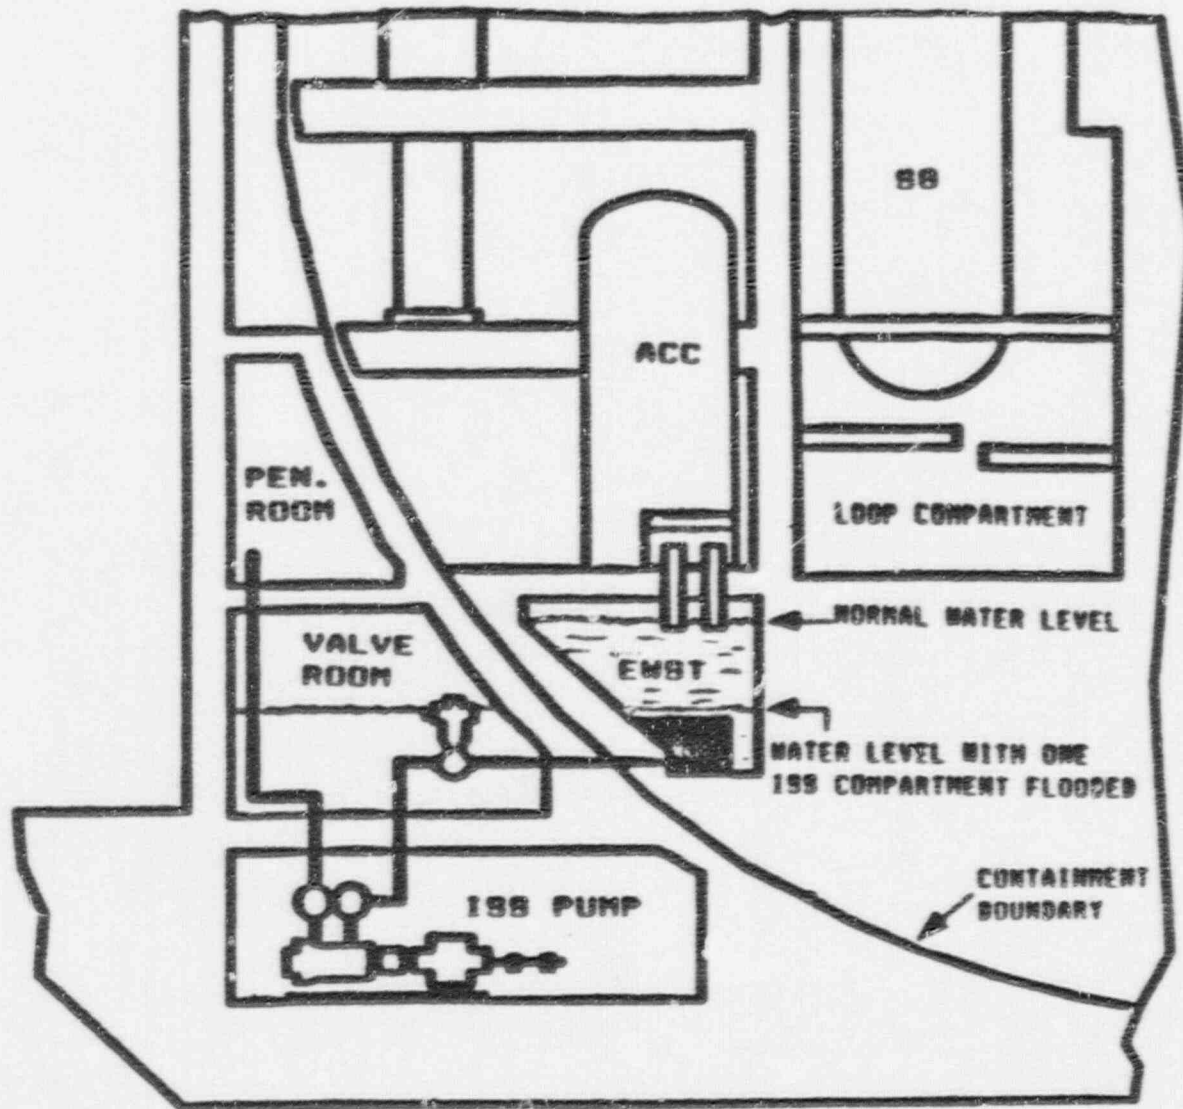 SG
ACC
PEN.
ROOM
LOOP COMPARTMENT
NORMAL WATER LEVEL
VALVE
ROOM
EWST
WATER LEVEL WITH ONE
ISS COMPARTMENT FLOODED
CONTAINMENT
BOUNDARY
ISS PUMP